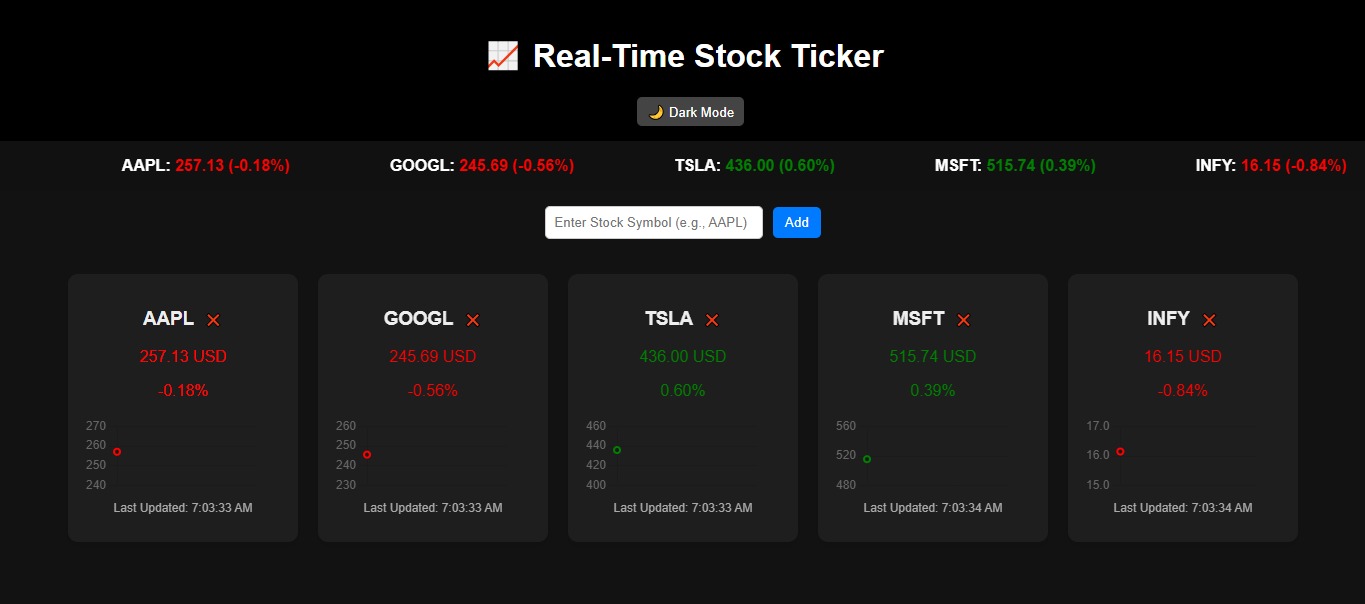 📈 Real-Time Stock Ticker
🌙 Dark Mode
AAPL: 257.13 (-0.18%) GOOGL: 245.69 (-0.56%) TSLA: 436.00 (0.60%) MSFT: 515.74 (0.39%) INFY: 16.15 (-0.84%)
Enter Stock Symbol (e.g., AAPL) Add
AAPL ❌
257.13 USD
-0.18%
270
260
250
240
Last Updated: 7:03:33 AM
GOOGL ❌
245.69 USD
-0.56%
260
250
240
230
Last Updated: 7:03:33 AM
TSLA ❌
436.00 USD
0.60%
460
440
420
400
Last Updated: 7:03:33 AM
MSFT ❌
515.74 USD
0.39%
560
520
480
Last Updated: 7:03:34 AM
INFY ❌
16.15 USD
-0.84%
17.0
16.0
15.0
Last Updated: 7:03:34 AM